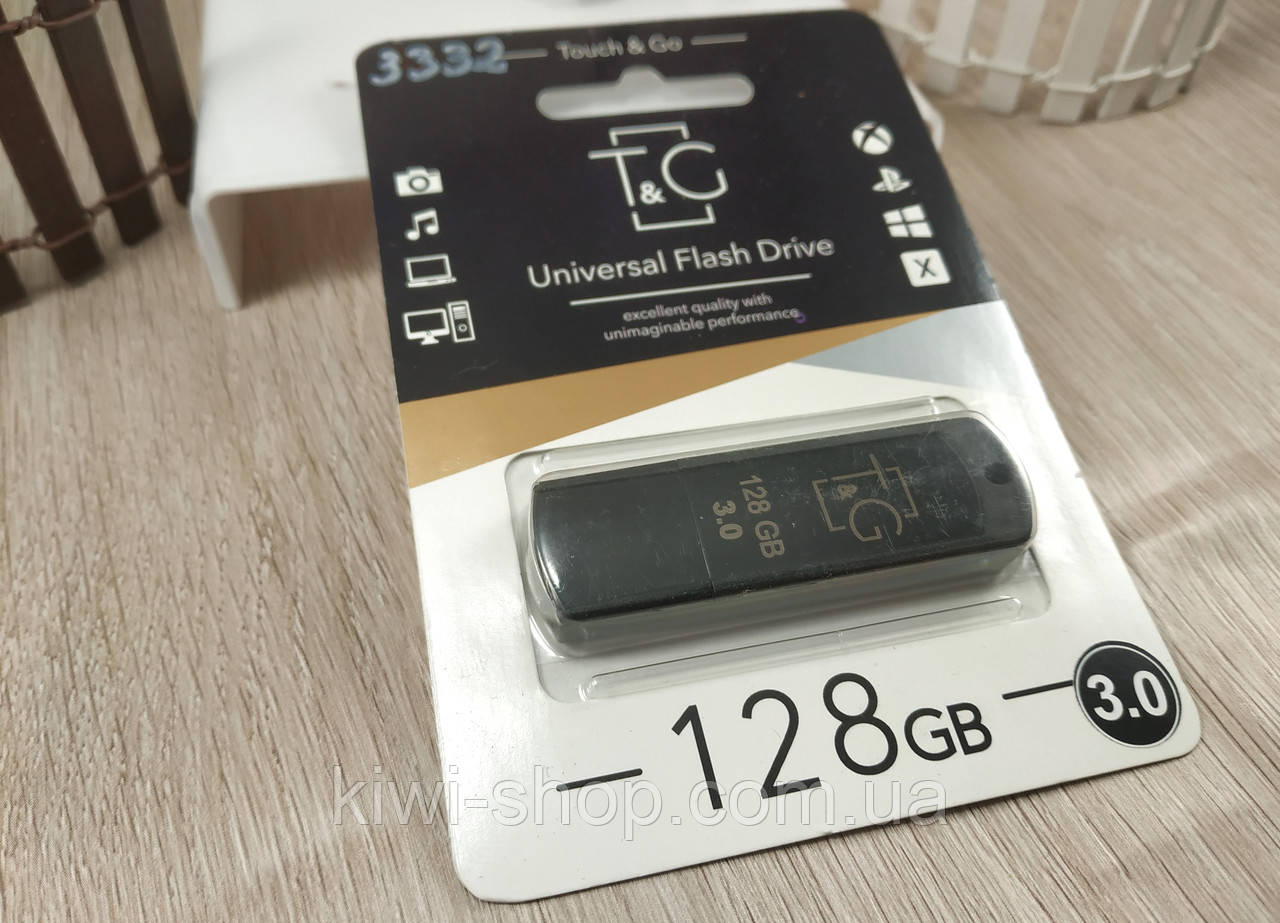 3332
Touch & Go
T&G
Universal Flash Drive
excellent quality with
unimaginable performance
X
T&G
128 GB
3.0
128GB
3.0
kiwi-shop.com.ua